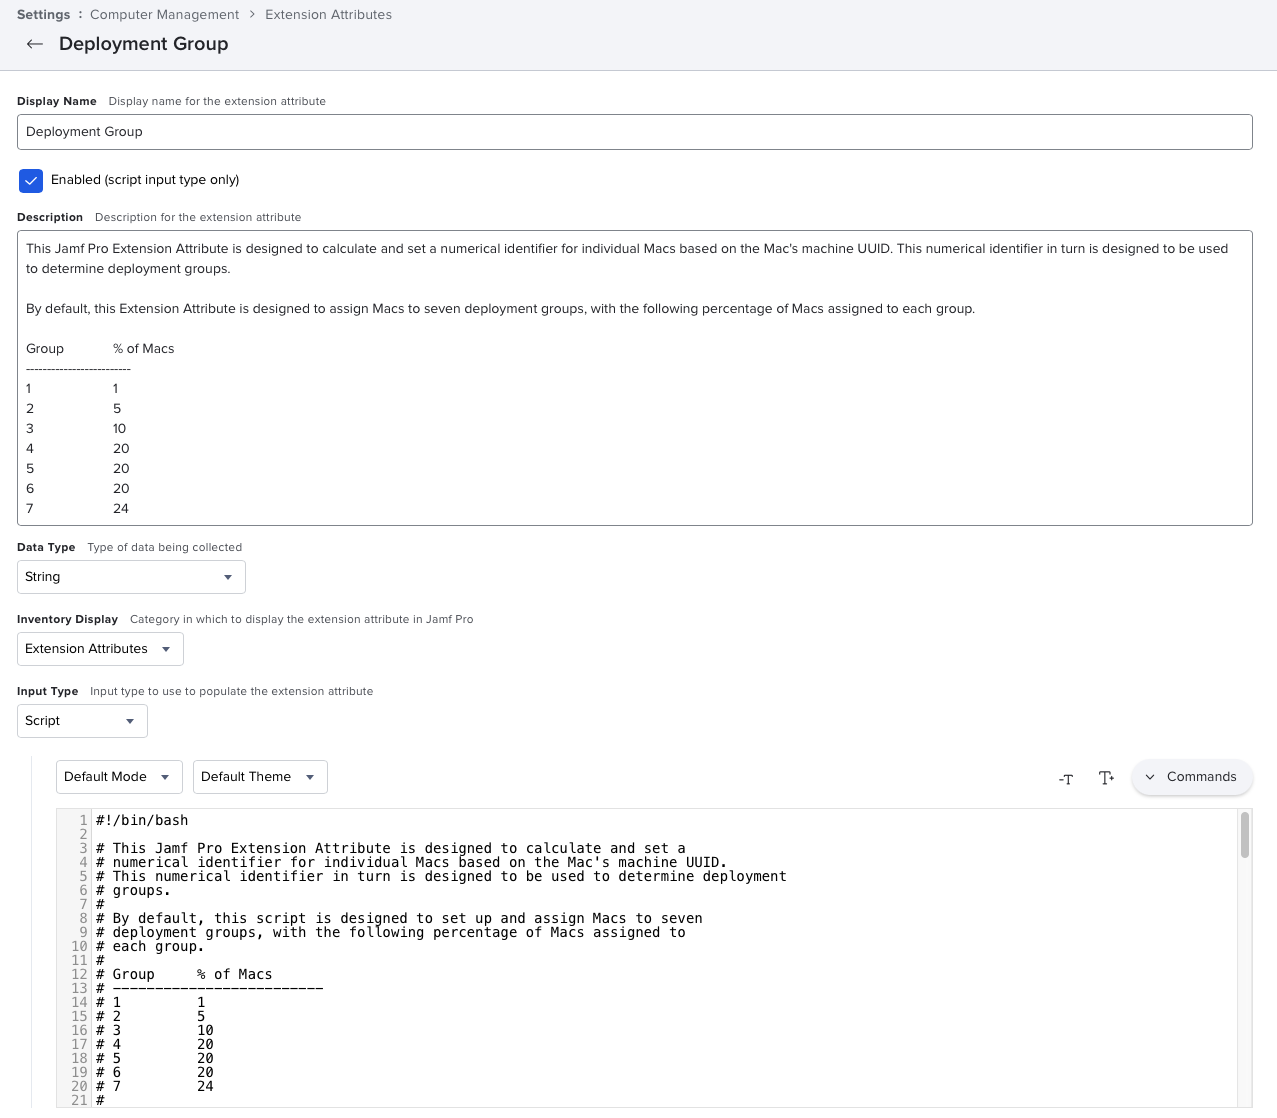 Settings : Computer Management > Extension Attributes
← Deployment Group
Display Name Display name for the extension attribute
Deployment Group
Enabled (script input type only)
Description Description for the extension attribute
This Jamf Pro Extension Attribute is designed to calculate and set a numerical identifier for individual Macs based on the Mac's machine UUID. This numerical identifier in turn is designed to be used
to determine deployment groups.
By default, this Extension Attribute is designed to assign Macs to seven deployment groups, with the following percentage of Macs assigned to each group.
Group % of Macs
-------------------------
1 1
2 5
3 10
4 20
5 20
6 20
7 24
Data Type Type of data being collected
String
Inventory Display Category in which to display the extension attribute in Jamf Pro
Extension Attributes
Input Type Input type to use to populate the extension attribute
Script
Default Mode Default Theme -T T+ Commands
1 #!/bin/bash
2
3 # This Jamf Pro Extension Attribute is designed to calculate and set a
4 # numerical identifier for individual Macs based on the Mac's machine UUID.
5 # This numerical identifier in turn is designed to be used to determine deployment
6 # groups.
7 #
8 # By default, this script is designed to set up and assign Macs to seven
9 # deployment groups, with the following percentage of Macs assigned to
10 # each group.
11 #
12 # Group % of Macs
13 # -------------------------
14 # 1 1
15 # 2 5
16 # 3 10
17 # 4 20
18 # 5 20
19 # 6 20
20 # 7 24
21 #